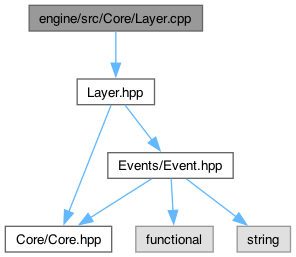 engine/src/Core/Layer.cpp
Layer.hpp
Events/Event.hpp
Core/Core.hpp
functional
string